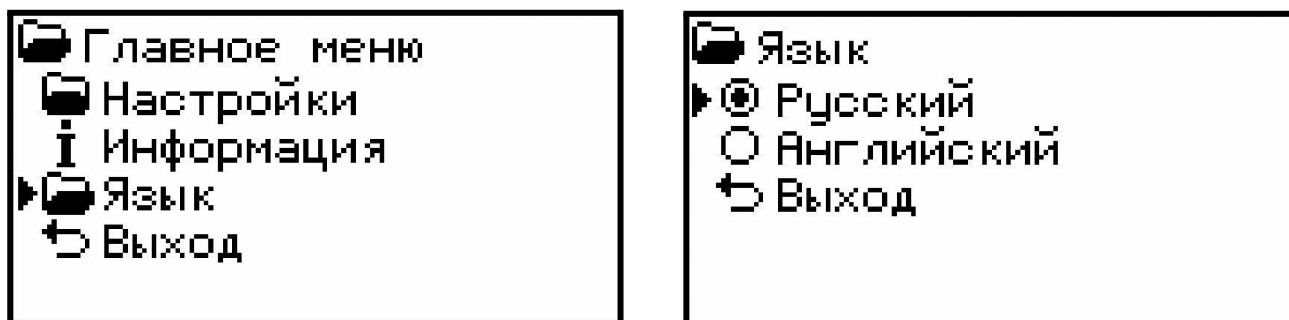 Главное меню
Настройки
Информация
Язык
Выход
Язык
Русский
Английский
Выход